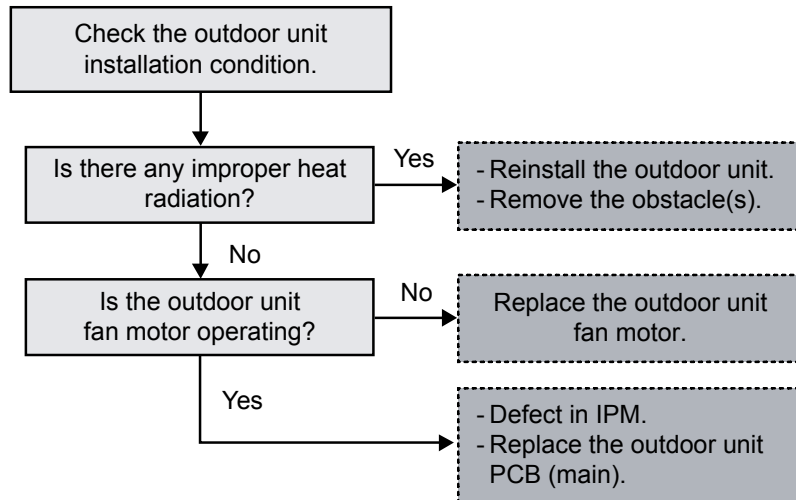 Check the outdoor unit
installation condition.
Is there any improper heat
radiation?
Yes
- Reinstall the outdoor unit.
- Remove the obstacle(s).
No
Is the outdoor unit
fan motor operating?
No
Replace the outdoor unit
fan motor.
Yes
- Defect in IPM.
- Replace the outdoor unit
PCB (main).